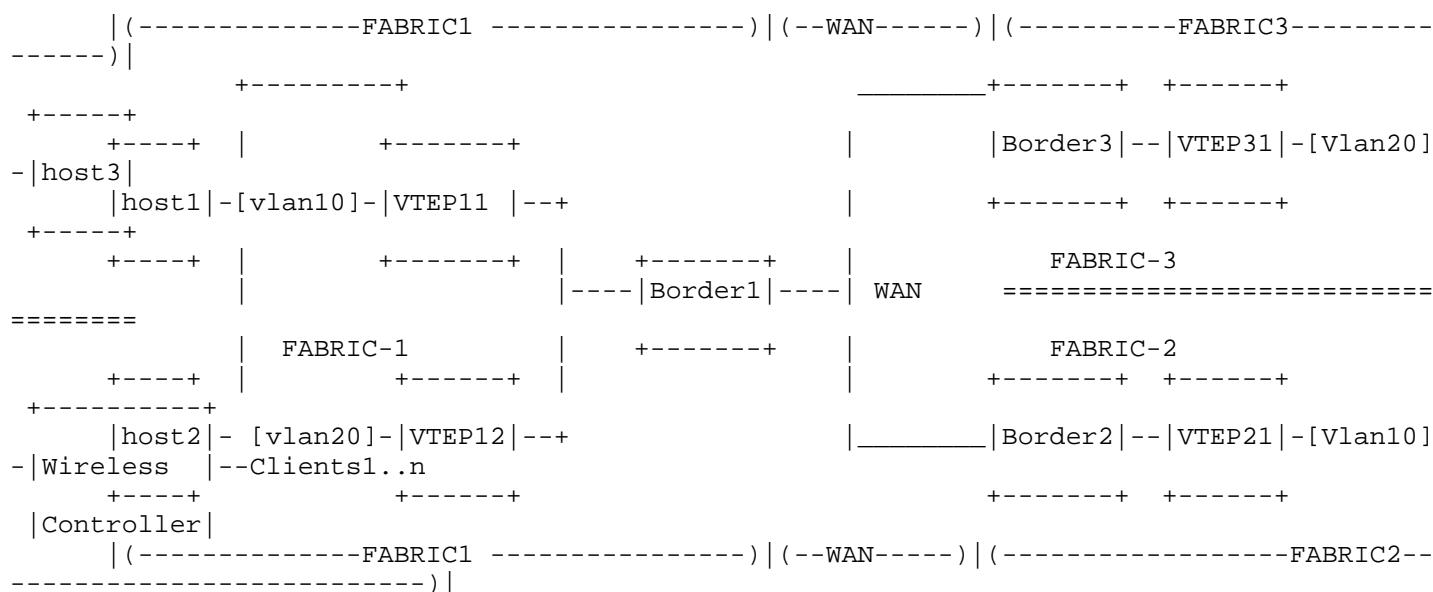 |(--------------FABRIC1 ----------------)|(--WAN------)|(----------FABRIC3---------
------)|
+---------+ ________+-------+ +------+
+-----+
+----+ | +-------+ | |Border3|--|VTEP31|-[Vlan20]
-|host3|
|host1|-[vlan10]-|VTEP11 |--+ | +-------+ +------+
+-----+
+----+ | +-------+ | +-------+ | FABRIC-3
| |----|Border1|----| WAN ===========================
========
| FABRIC-1 | +-------+ | FABRIC-2
+----+ | +------+ | | +-------+ +------+
+----------+
|host2|- [vlan20]-|VTEP12|--+ |________|Border2|--|VTEP21|-[Vlan10]
-|Wireless |--Clients1..n
+----+ +------+ +-------+ +------+
|Controller|
|(--------------FABRIC1 ----------------)|(--WAN-----)|(------------------FABRIC2--
--------------------------)|